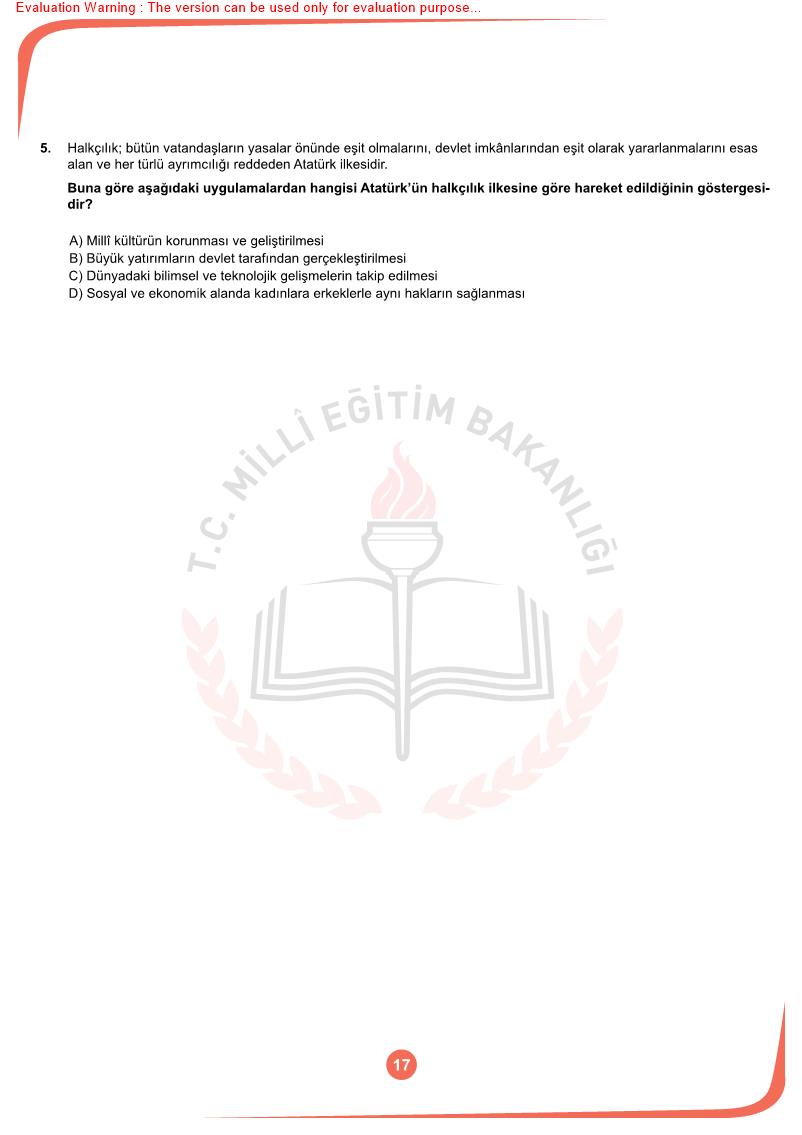 Evaluation Warning : The version can be used only for evaluation purpose...
5. Halkçılık; bütün vatandaşların yasalar önünde eşit olmalarını, devlet imkânlarından eşit olarak yararlanmalarını esas
alan ve her türlü ayrımcılığı reddeden Atatürk ilkesidir.
Buna göre aşağıdaki uygulamalardan hangisi Atatürk’ün halkçılık ilkesine göre hareket edildiğinin göstergesi-
dir?
A) Millî kültürün korunması ve geliştirilmesi
B) Büyük yatırımların devlet tarafından gerçekleştirilmesi
C) Dünyadaki bilimsel ve teknolojik gelişmelerin takip edilmesi
D) Sosyal ve ekonomik alanda kadınlara erkeklerle aynı hakların sağlanması
T.C. MİLLÎ EĞİTİM BAKANLIĞI
17